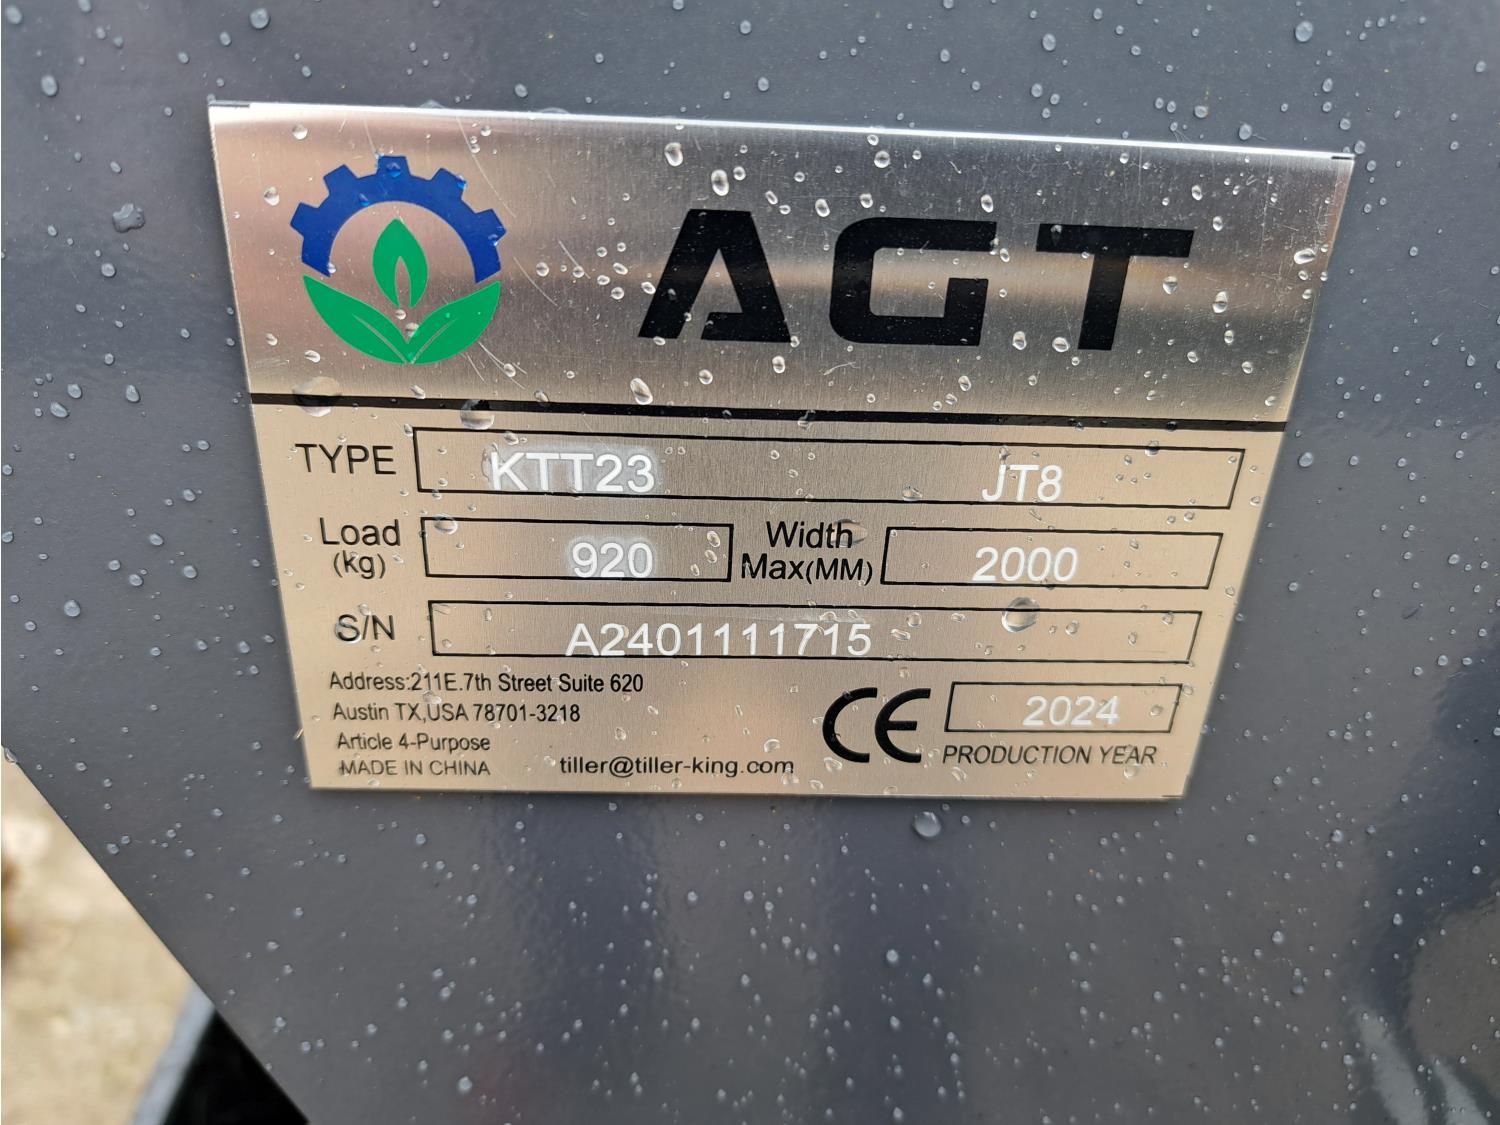 AGT
TYPE KTT23 JT8
Load (kg) 920 Width Max(MM) 2000
S/N A2401111715
Address:211E.7th Street Suite 620
Austin TX,USA 78701-3218
Article 4-Purpose
MADE IN CHINA
tiller@tiller-king.com
CE
2024
PRODUCTION YEAR